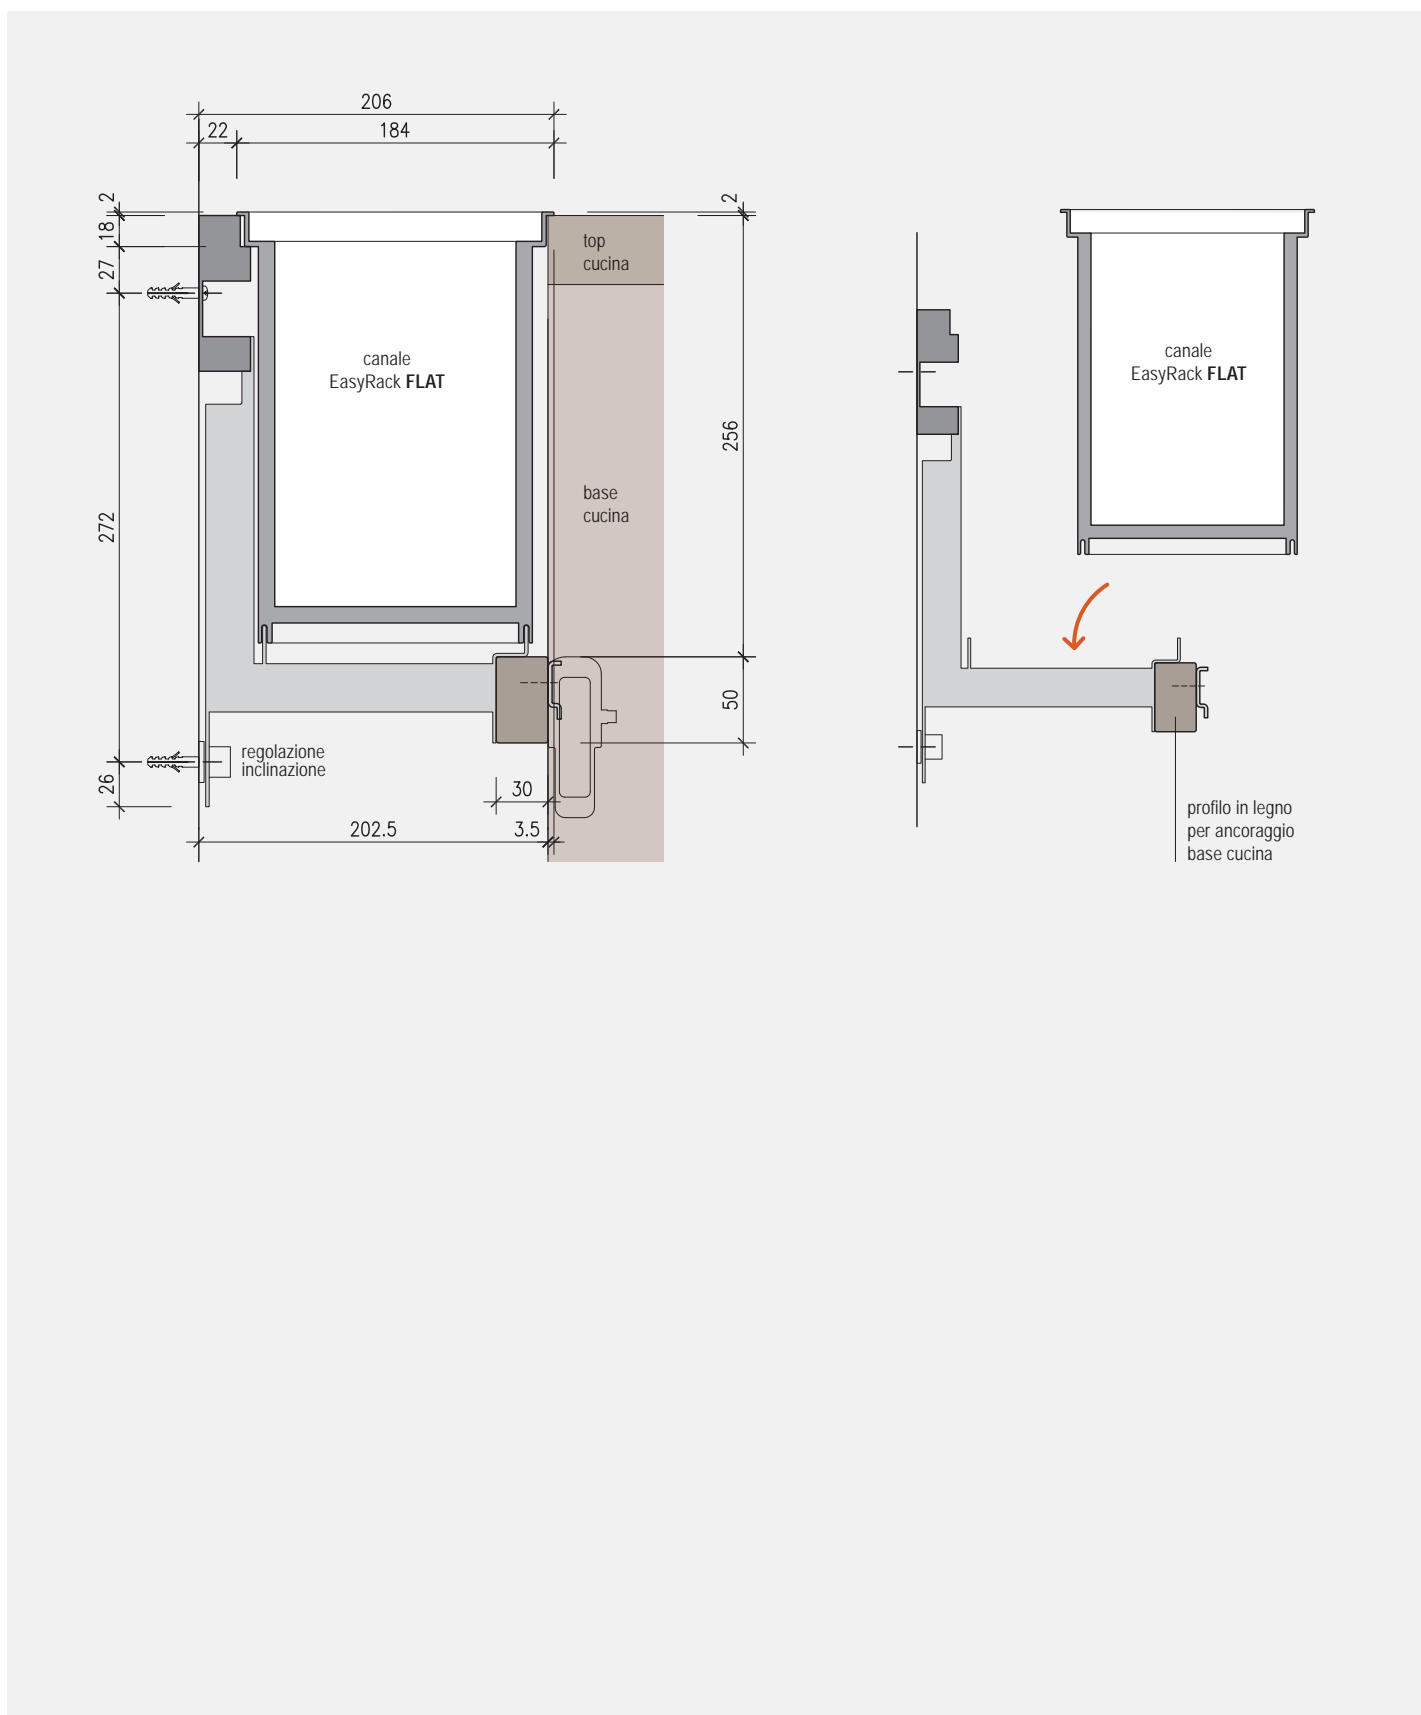 206
22
184
2
18
27
272
26
top
cucina
canale
EasyRack FLAT
base
cucina
2
256
50
regolazione
inclinazione
30
202.5
3.5
canale
EasyRack FLAT
profilo in legno
per ancoraggio
base cucina